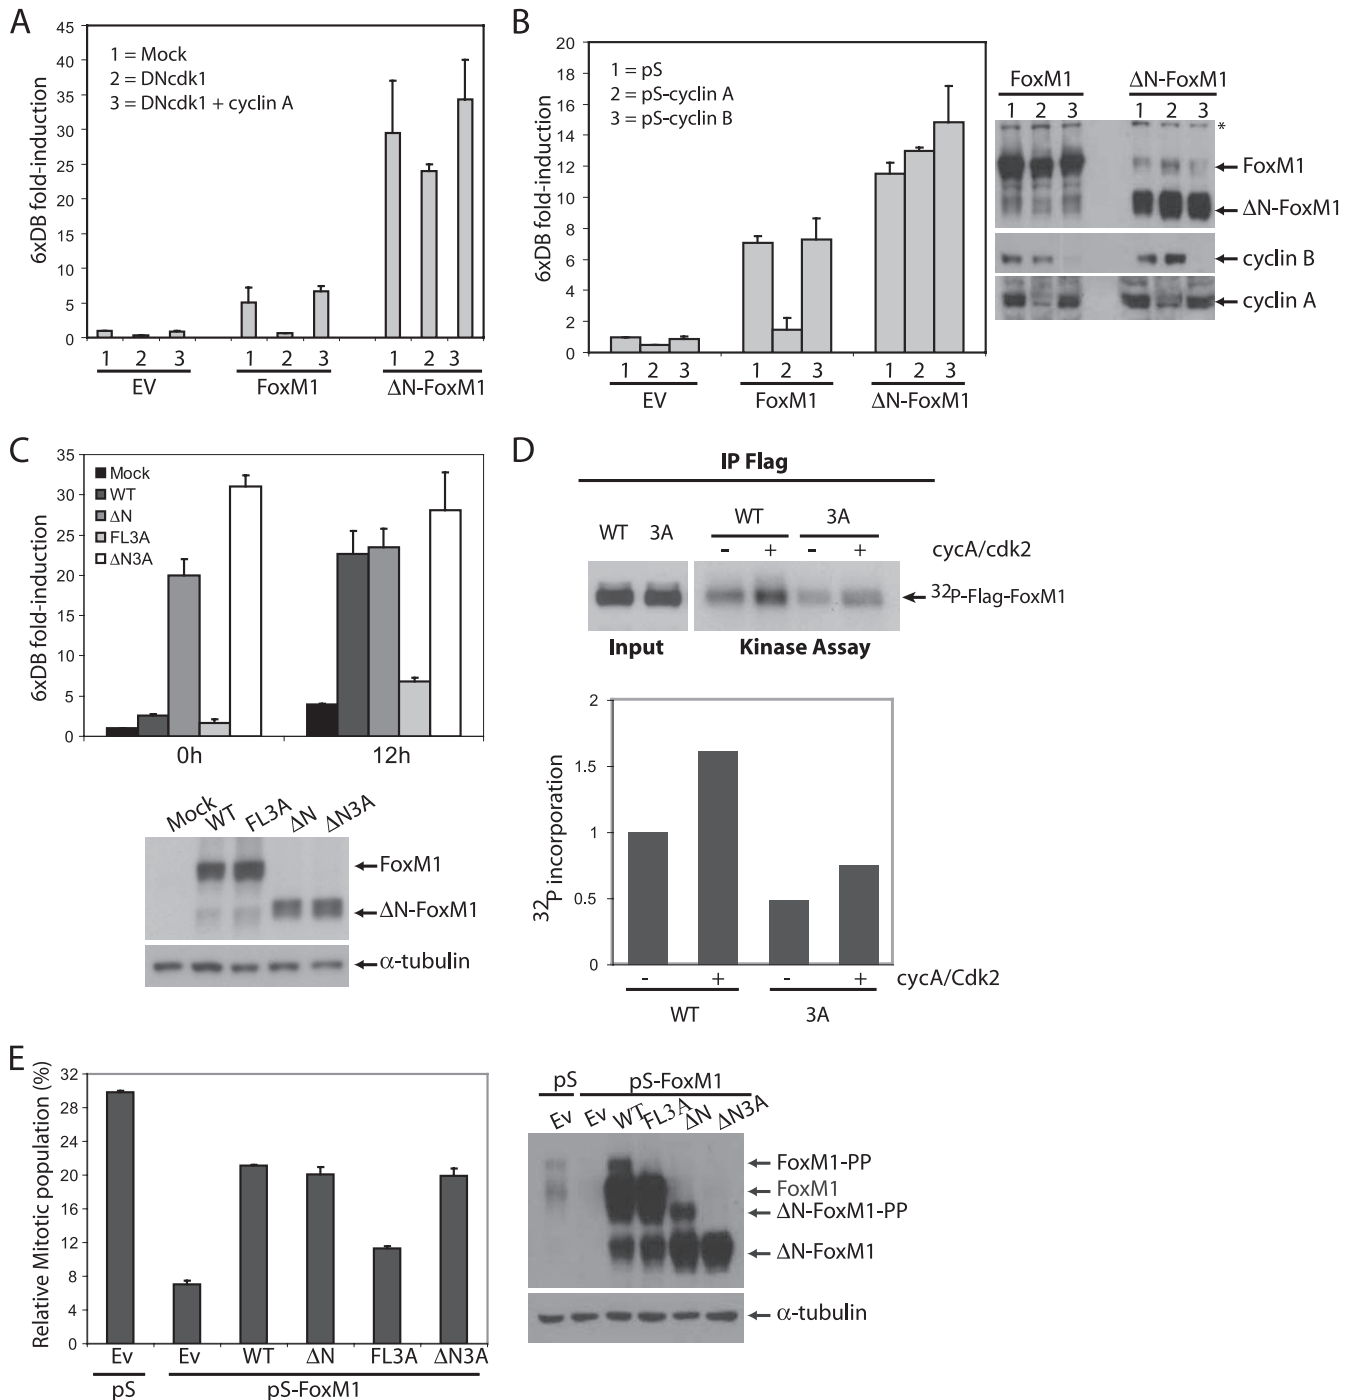 A
6xDB fold-induction
45
40
35
30
25
20
15
10
5
0
1 = Mock
2 = DNcdk1
3 = DNcdk1 + cyclin A
1 2 3 1 2 3 1 2 3
EV FoxM1 ΔN-FoxM1
B
6xDB fold-induction
20
18
16
14
12
10
8
6
4
2
0
1 = pS
2 = pS-cyclin A
3 = pS-cyclin B
1 2 3 1 2 3 1 2 3
EV FoxM1 ΔN-FoxM1
FoxM1 ΔN-FoxM1
1 2 3 1 2 3
*
FoxM1
ΔN-FoxM1
cyclin B
cyclin A
C
6xDB fold-induction
35
30
25
20
15
10
5
0
Mock
WT
ΔN
FL3A
ΔN3A
0h 12h
Mock WT FL3A ΔN ΔN3A
FoxM1
ΔN-FoxM1
α-tubulin
D
IP Flag
WT 3A WT 3A
- + - + cycA/cdk2
32P-Flag-FoxM1
Input Kinase Assay
32P incorporation
2
1.5
1
0.5
0
- + - + cycA/Cdk2
WT 3A
E
Relative Mitotic population (%)
32
28
24
20
16
12
8
4
0
Ev Ev WT ΔN FL3A ΔN3A
pS pS-FoxM1
pS pS-FoxM1
Ev Ev WT FL3A ΔN ΔN3A
FoxM1-PP
FoxM1
ΔN-FoxM1-PP
ΔN-FoxM1
α-tubulin